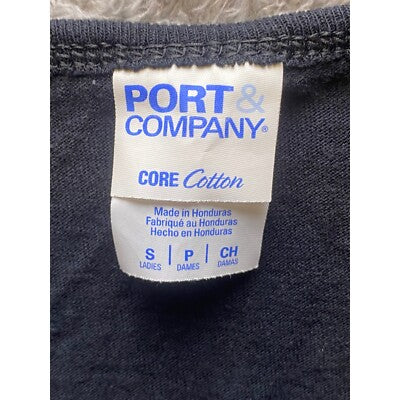 PORT &
COMPANY®
CORE Cotton
Made in Honduras
Fabriqué au Honduras
Hecho en Honduras
S | P | CH
LADIES | DAMES | DAMAS